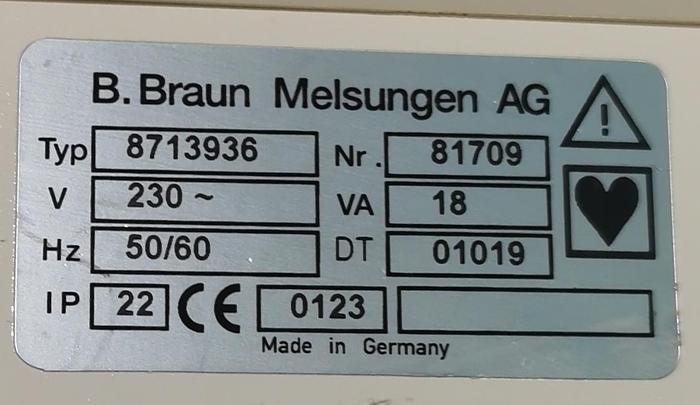 B. Braun Melsungen AG
Typ 8713936 Nr. 81709
V 230 ~ VA 18
Hz 50/60 DT 01019
IP 22 CE 0123
Made in Germany